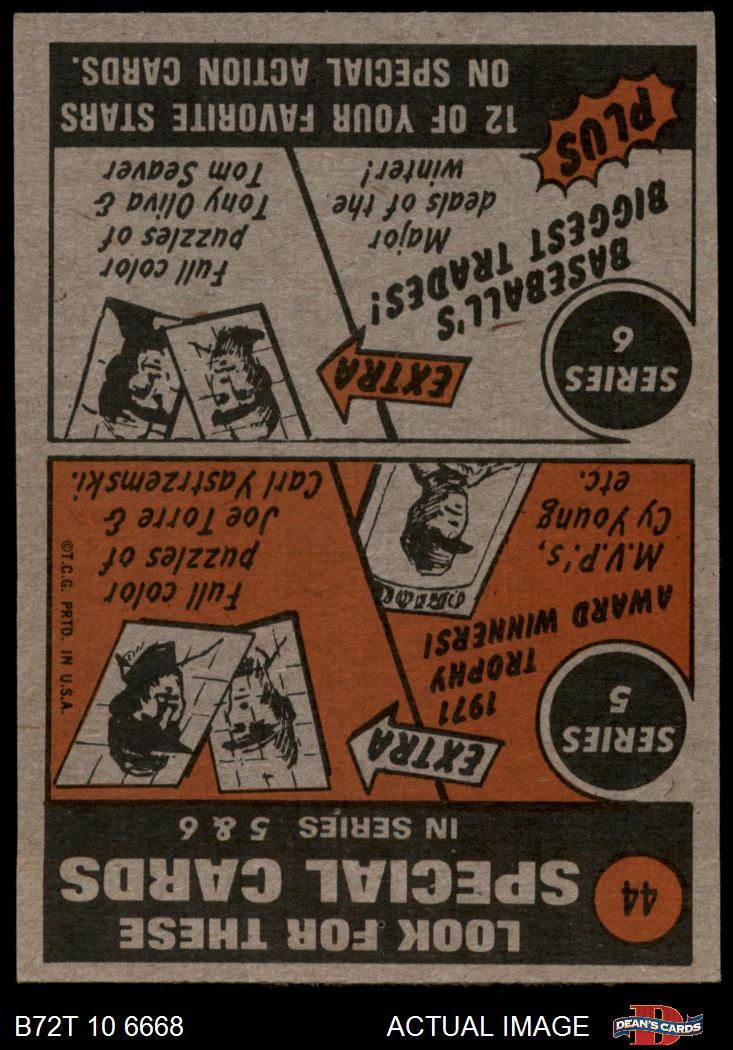 44
LOOK FOR THESE
SPECIAL CARDS
IN SERIES 5 & 6
SERIES
5
EXTRA
1971
TROPHY
AWARD WINNERS!
M.V.P.'s,
Cy Young
etc.
Full color
puzzles of
Joe Torre &
Carl Yastrzemski.
©T.C.G. PRTD. IN U.S.A.
SERIES
6
EXTRA
BASEBALL'S
BIGGEST TRADES!
Major
deals of the
winter!
Full color
puzzles of
Tony Oliva &
Tom Seaver
PLUS
12 OF YOUR FAVORITE STARS
ON SPECIAL ACTION CARDS.
B72T 10 6668
ACTUAL IMAGE
D
DEAN'S CARDS